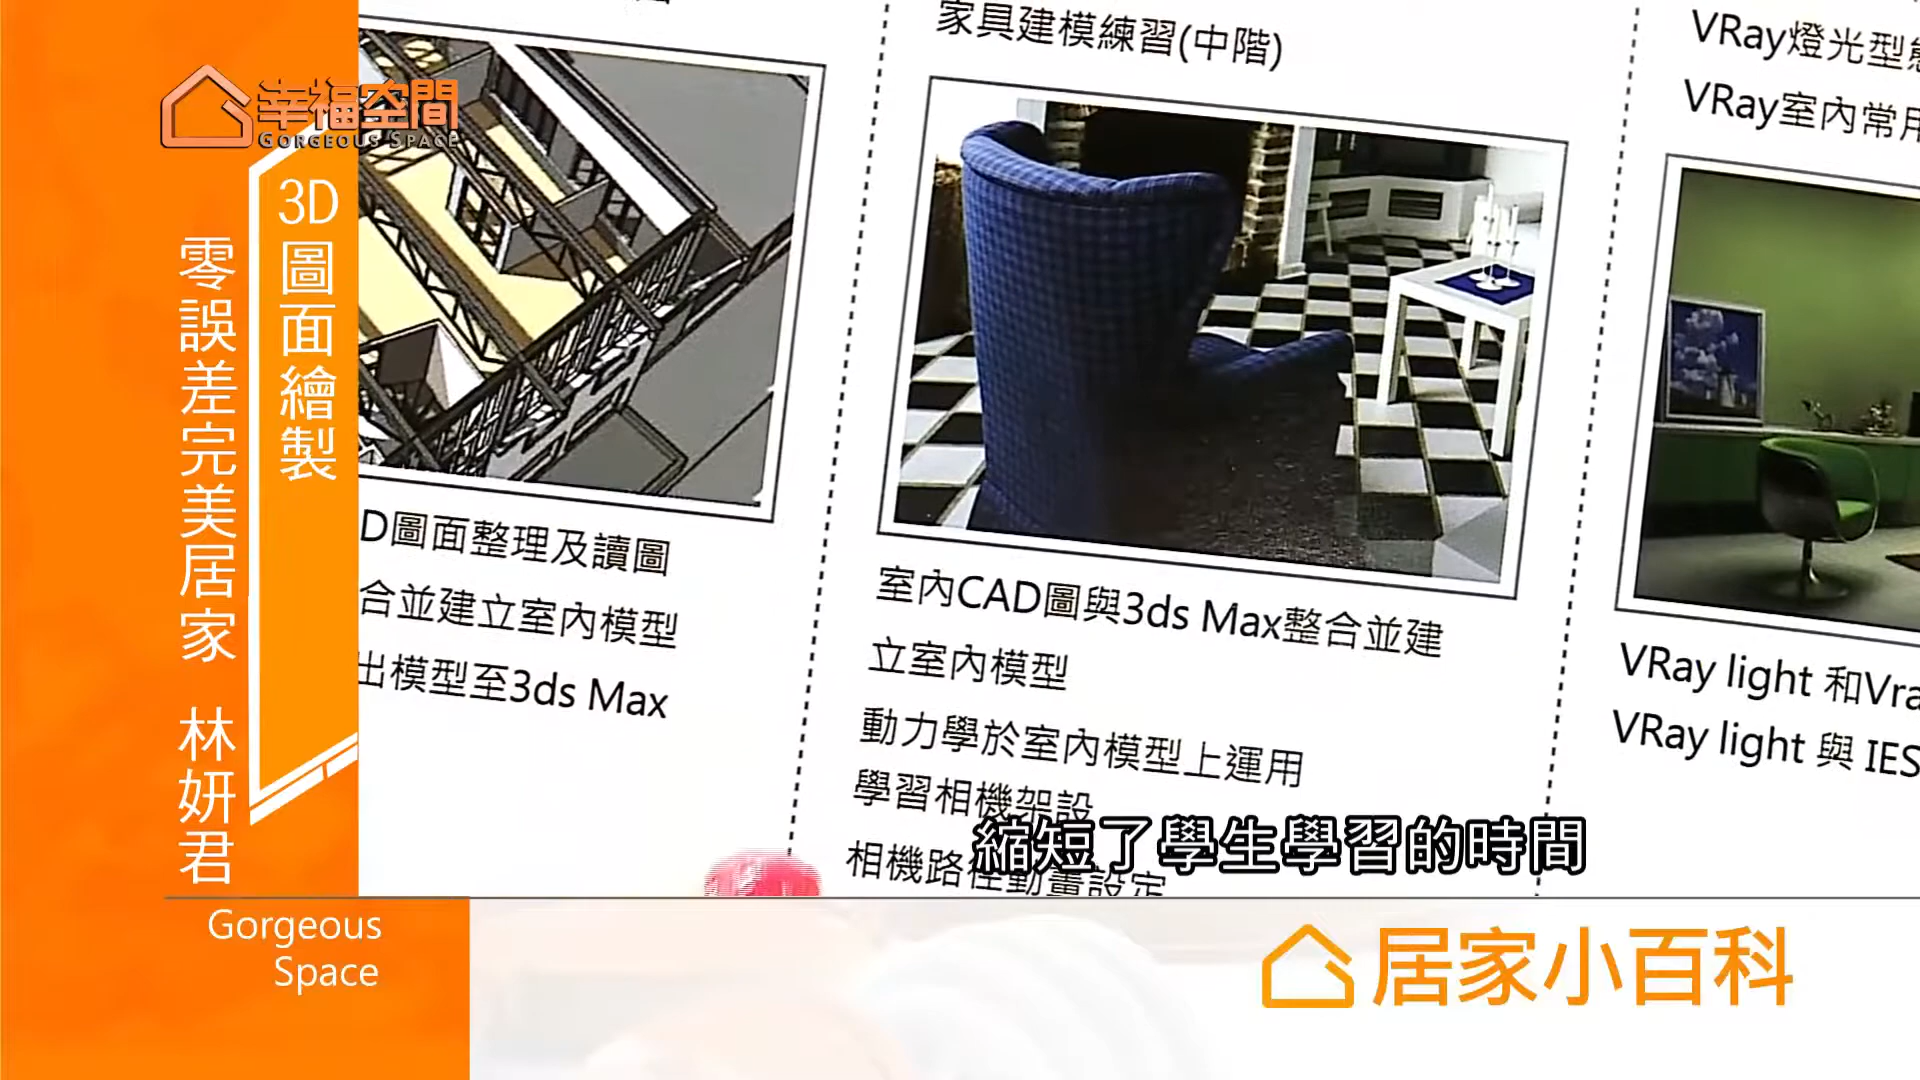 幸福空間
GORGEOUS SPACE
3D圖面繪製
零誤差完美居家 林妍君
D圖面整理及讀圖
合並建立室內模型
出模型至3ds Max
家具建模練習(中階)
室內CAD圖與3ds Max整合並建
立室內模型
動力學於室內模型上運用
學習相機架設
相機路徑動畫設定
VRay燈光型態
VRay室內常用
VRay light 和Vra
VRay light 與 IES
縮短了學生學習的時間
Gorgeous
Space
居家小百科